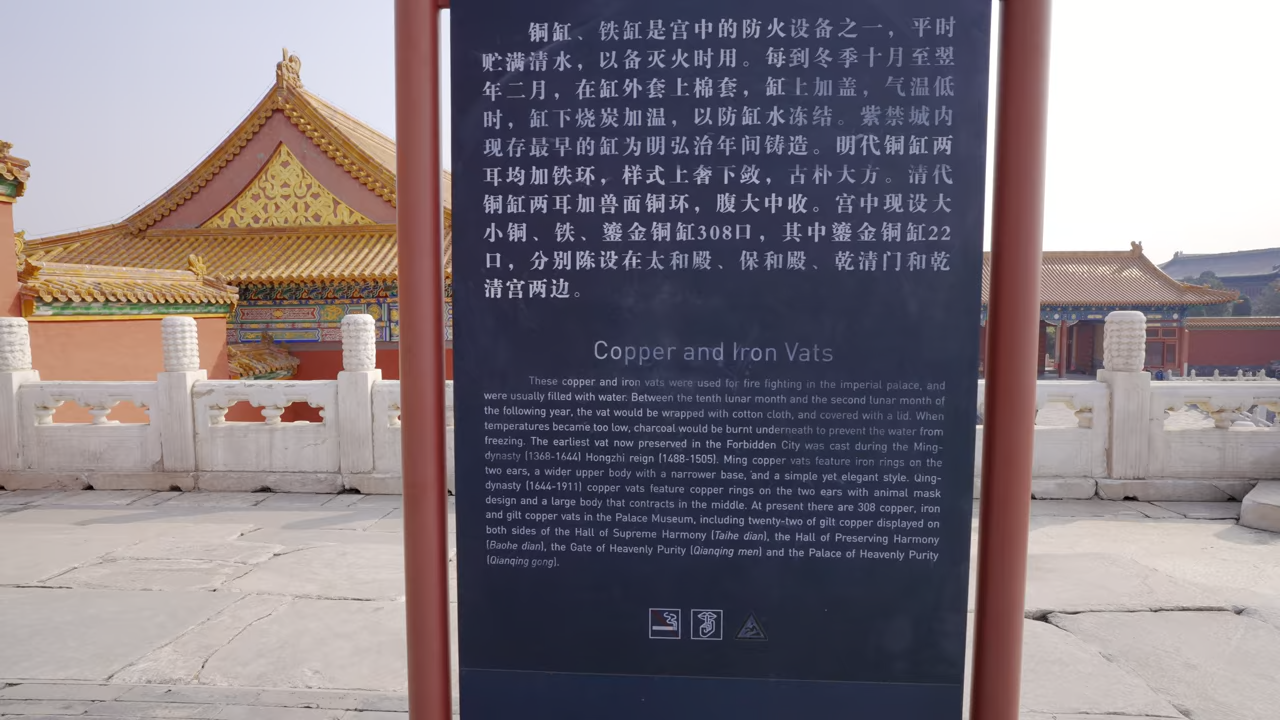 铜缸、铁缸是宫中的防火设备之一，平时
贮满清水，以备灭火时用。每到冬季十月至翌
年二月，在缸外套上棉套，缸上加盖，气温低
时，缸下烧炭加温，以防缸水冻结。紫禁城内
现存最早的缸为明弘治年间铸造。明代铜缸两
耳均加铁环，样式上奢下敛，古朴大方。清代
铜缸两耳加兽面铜环，腹大中收。宫中现设大
小铜、铁、鎏金铜缸308口，其中鎏金铜缸22
口，分别陈设在太和殿、保和殿、乾清门和乾
清宫两边。
Copper and Iron Vats
These copper and iron vats were used for fire fighting in the imperial palace, and
were usually filled with water. Between the tenth lunar month and the second lunar month of
the following year, the vat would be wrapped with cotton cloth, and covered with a lid. When
temperatures became too low, charcoal would be burnt underneath to prevent the water from
freezing. The earliest vat now preserved in the Forbidden City was cast during the Ming-
dynasty (1368-1644) Hongzhi reign (1488-1505). Ming copper vats feature iron rings on the
two ears, a wider upper body with a narrower base, and a simple yet elegant style. Qing-
dynasty (1644-1911) copper vats feature copper rings on the two ears with animal mask
design and a large body that contracts in the middle. At present there are 308 copper, iron
and gilt copper vats in the Palace Museum, including twenty-two of gilt copper displayed on
both sides of the Hall of Supreme Harmony (Taihe dian), the Hall of Preserving Harmony
(Baohe dian), the Gate of Heavenly Purity (Qianqing men) and the Palace of Heavenly Purity
(Qianqing gong).